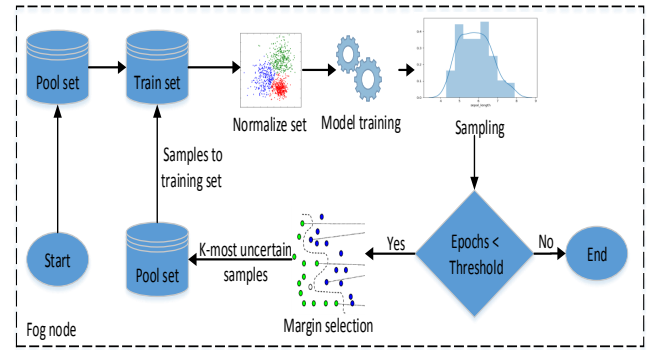 Pool set
Train set
Normalize set
Model training
sepal_length
Sampling
Samples to
training set
Start
Pool set
K-most uncertain
samples
Margin selection
Yes
Epochs <
Threshold
No
End
Fog node